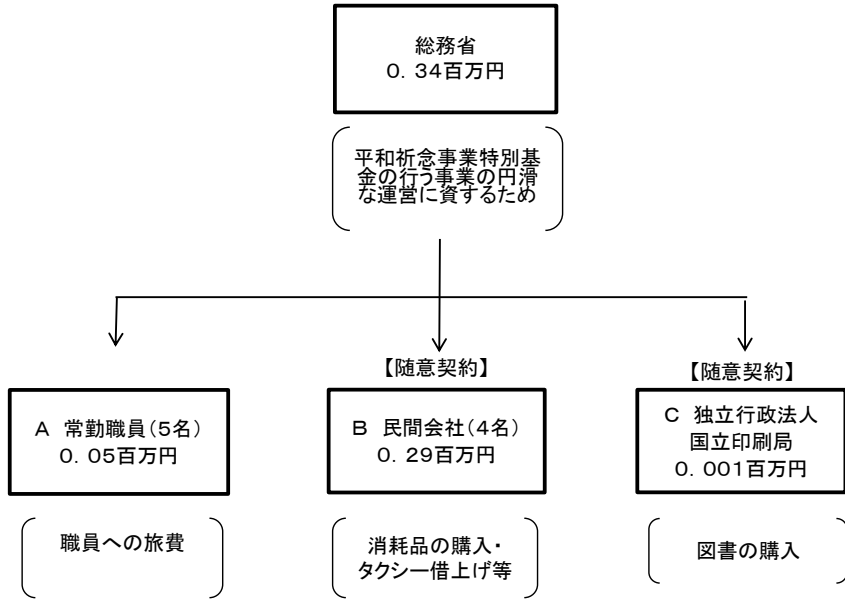 総務省
０．３４百万円
平和祈念事業特別基
金の行う事業の円滑
な運営に資するため
【随意契約】
【随意契約】
Ａ　常勤職員（５名）
０．０５百万円
Ｂ　民間会社（４名）
０．２９百万円
Ｃ　独立行政法人
国立印刷局
０．００１百万円
職員への旅費
消耗品の購入・
タクシー借上げ等
図書の購入